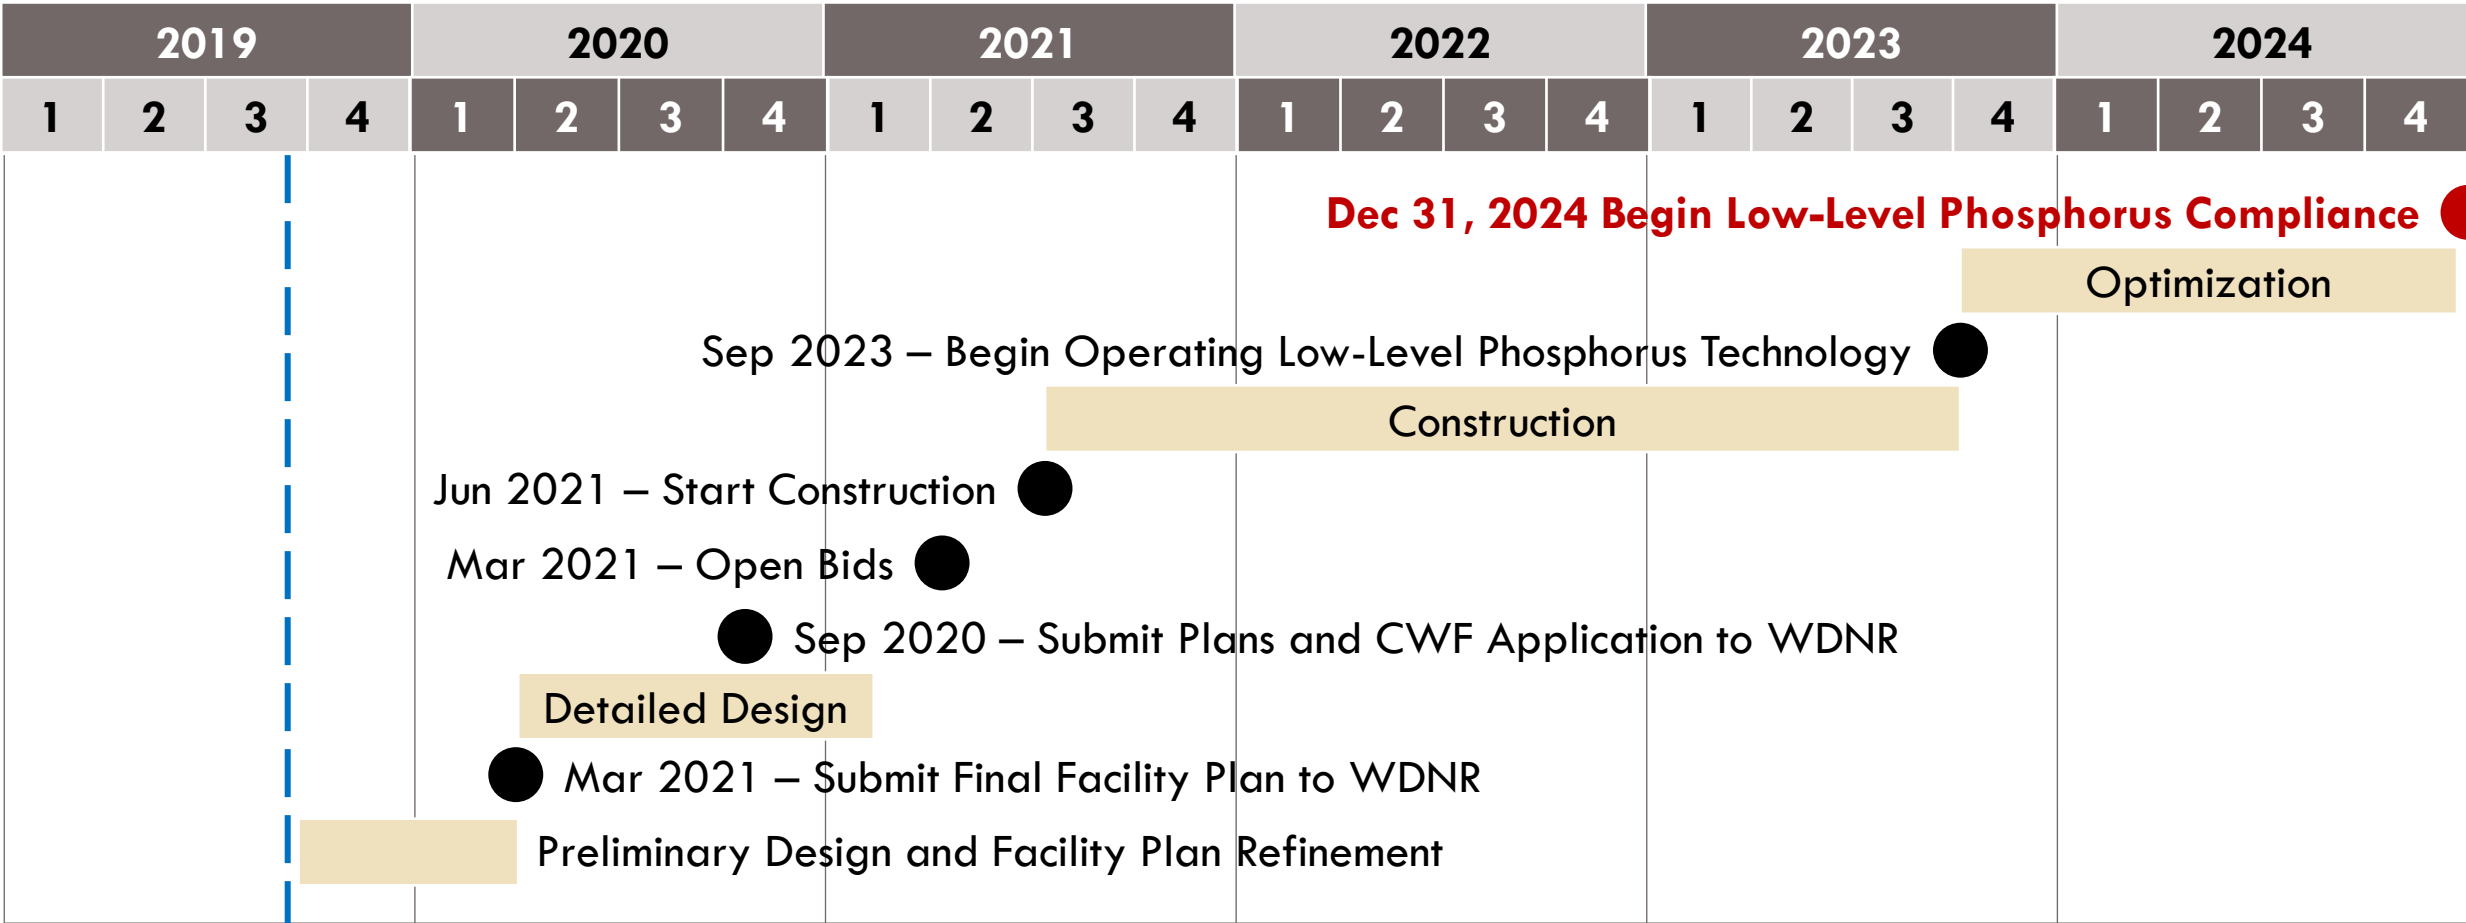 2019 2020 2021 2022 2023 2024
1 2 3 4 1 2 3 4 1 2 3 4 1 2 3 4 1 2 3 4 1 2 3 4
Dec 31, 2024 Begin Low-Level Phosphorus Compliance
Optimization
Sep 2023 – Begin Operating Low-Level Phosphorus Technology
Construction
Jun 2021 – Start Construction
Mar 2021 – Open Bids
Sep 2020 – Submit Plans and CWF Application to WDNR
Detailed Design
Mar 2021 – Submit Final Facility Plan to WDNR
Preliminary Design and Facility Plan Refinement